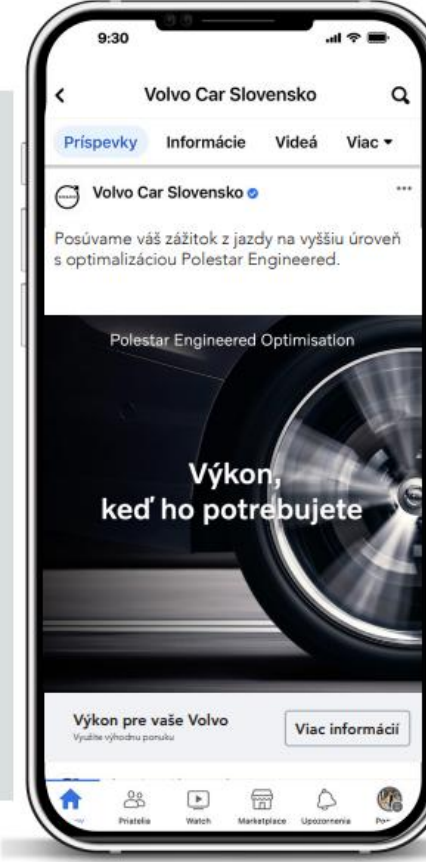 9:30
Volvo Car Slovensko
Príspevky Informácie Videá Viac
Volvo Car Slovensko
Posúvame váš zážitok z jazdy na vyššiu úroveň
s optimalizáciou Polestar Engineered.
Polestar Engineered Optimisation
Výkon,
keď ho potrebujete
Výkon pre vaše Volvo
Využite výhodnu ponuku
Viac informácií
Priatelia Watch Marketplace Upozornenia